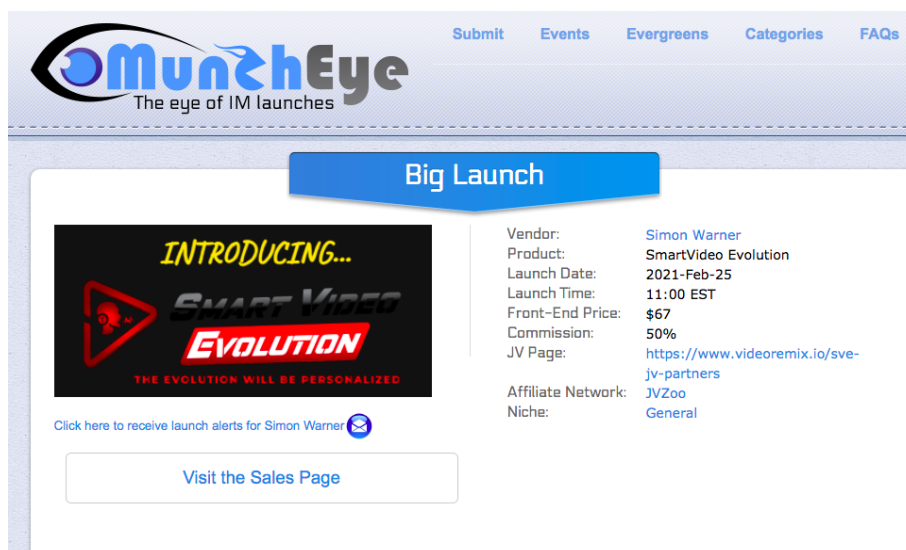 Submit Events Evergreens Categories FAQs
MunchEye
The eye of IM launches
Big Launch
INTRODUCING...
SMART VIDEO
EVOLUTION
THE EVOLUTION WILL BE PERSONALIZED
Click here to receive launch alerts for Simon Warner
Visit the Sales Page
Vendor: Simon Warner
Product: SmartVideo Evolution
Launch Date: 2021-Feb-25
Launch Time: 11:00 EST
Front-End Price: $67
Commission: 50%
JV Page: https://www.videoremix.io/sve-
jv-partners
Affiliate Network: JVZoo
Niche: General